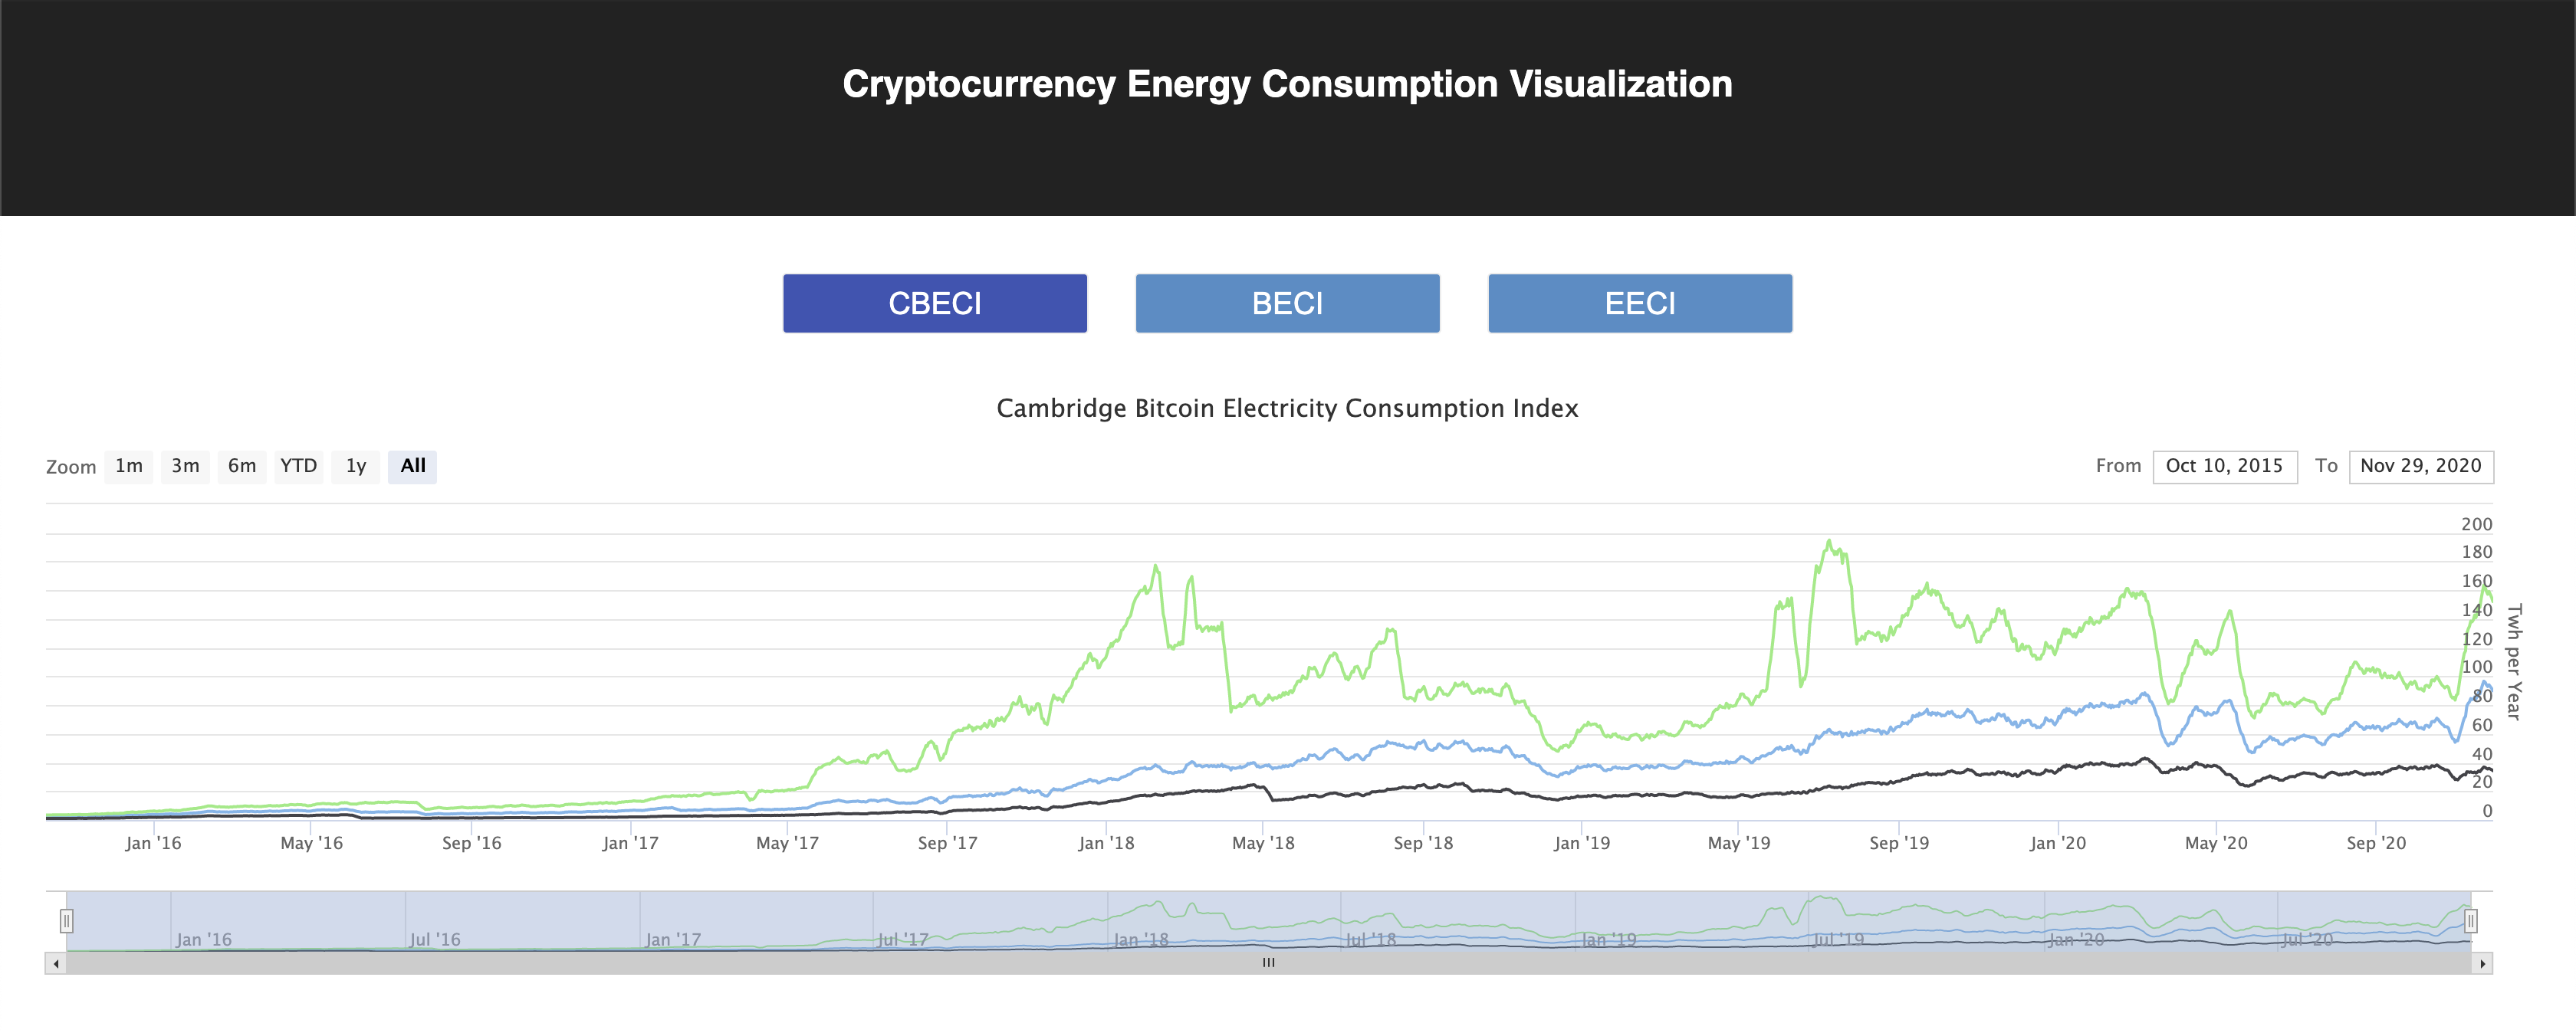 Cryptocurrency Energy Consumption Visualization
CBECI BECI EECI
Cambridge Bitcoin Electricity Consumption Index
Zoom 1m 3m 6m YTD 1y All From Oct 10, 2015 To Nov 29, 2020
200
180
160
140
120
100
80
60
40
20
0
Twh per Year
Jan '16 May '16 Sep '16 Jan '17 May '17 Sep '17 Jan '18 May '18 Sep '18 Jan '19 May '19 Sep '19 Jan '20 May '20 Sep '20
Jan '16 Jul '16 Jan '17 Jul '17 Jan '18 Jul '18 Jan '19 Jul '19 Jan '20 Jul '20